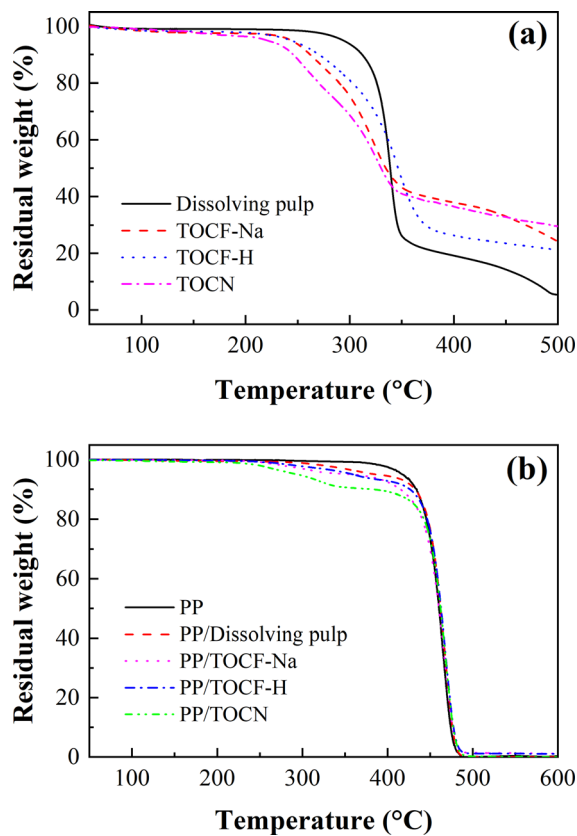 (a)
Residual weight (%)
100
80
60
40
20
0
Dissolving pulp
TOCF-Na
TOCF-H
TOCN
100
200
300
400
500
Temperature (°C)
(b)
Residual weight (%)
100
80
60
40
20
0
PP
PP/Dissolving pulp
PP/TOCF-Na
PP/TOCF-H
PP/TOCN
100
200
300
400
500
600
Temperature (°C)